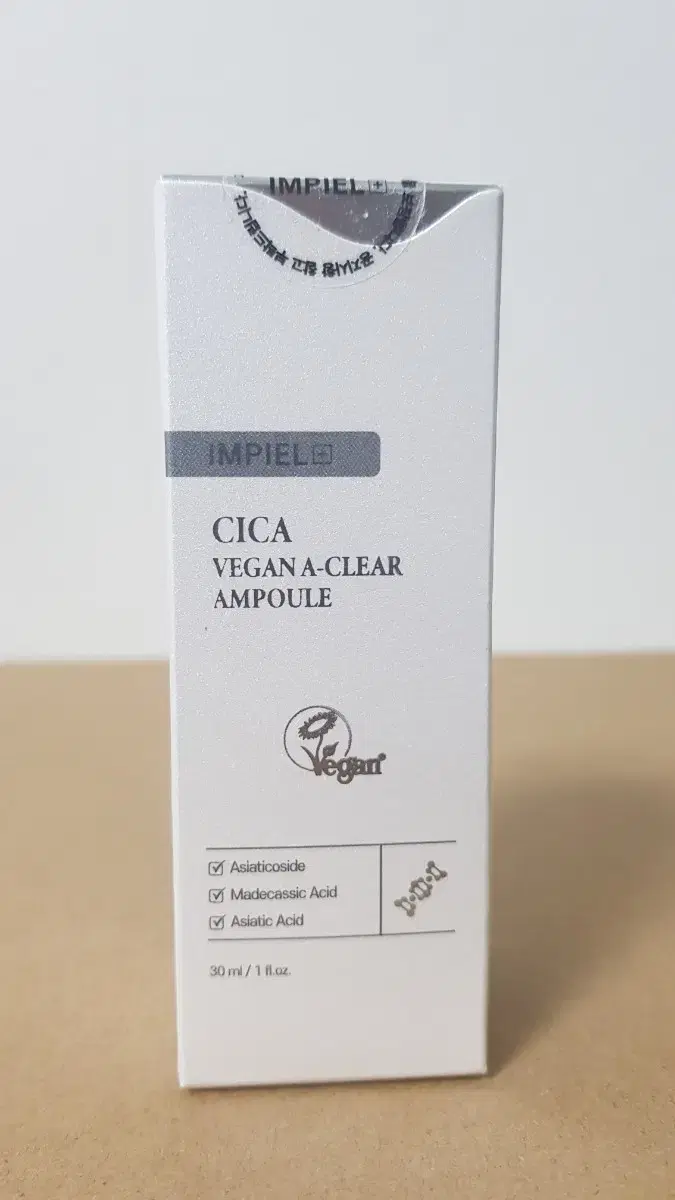 IMPIEL+
IMPIEL+
CICA
VEGAN A-CLEAR
AMPOULE
Vegan
Asiaticoside
Madecassic Acid
Asiatic Acid
30 ml / 1 fl.oz.